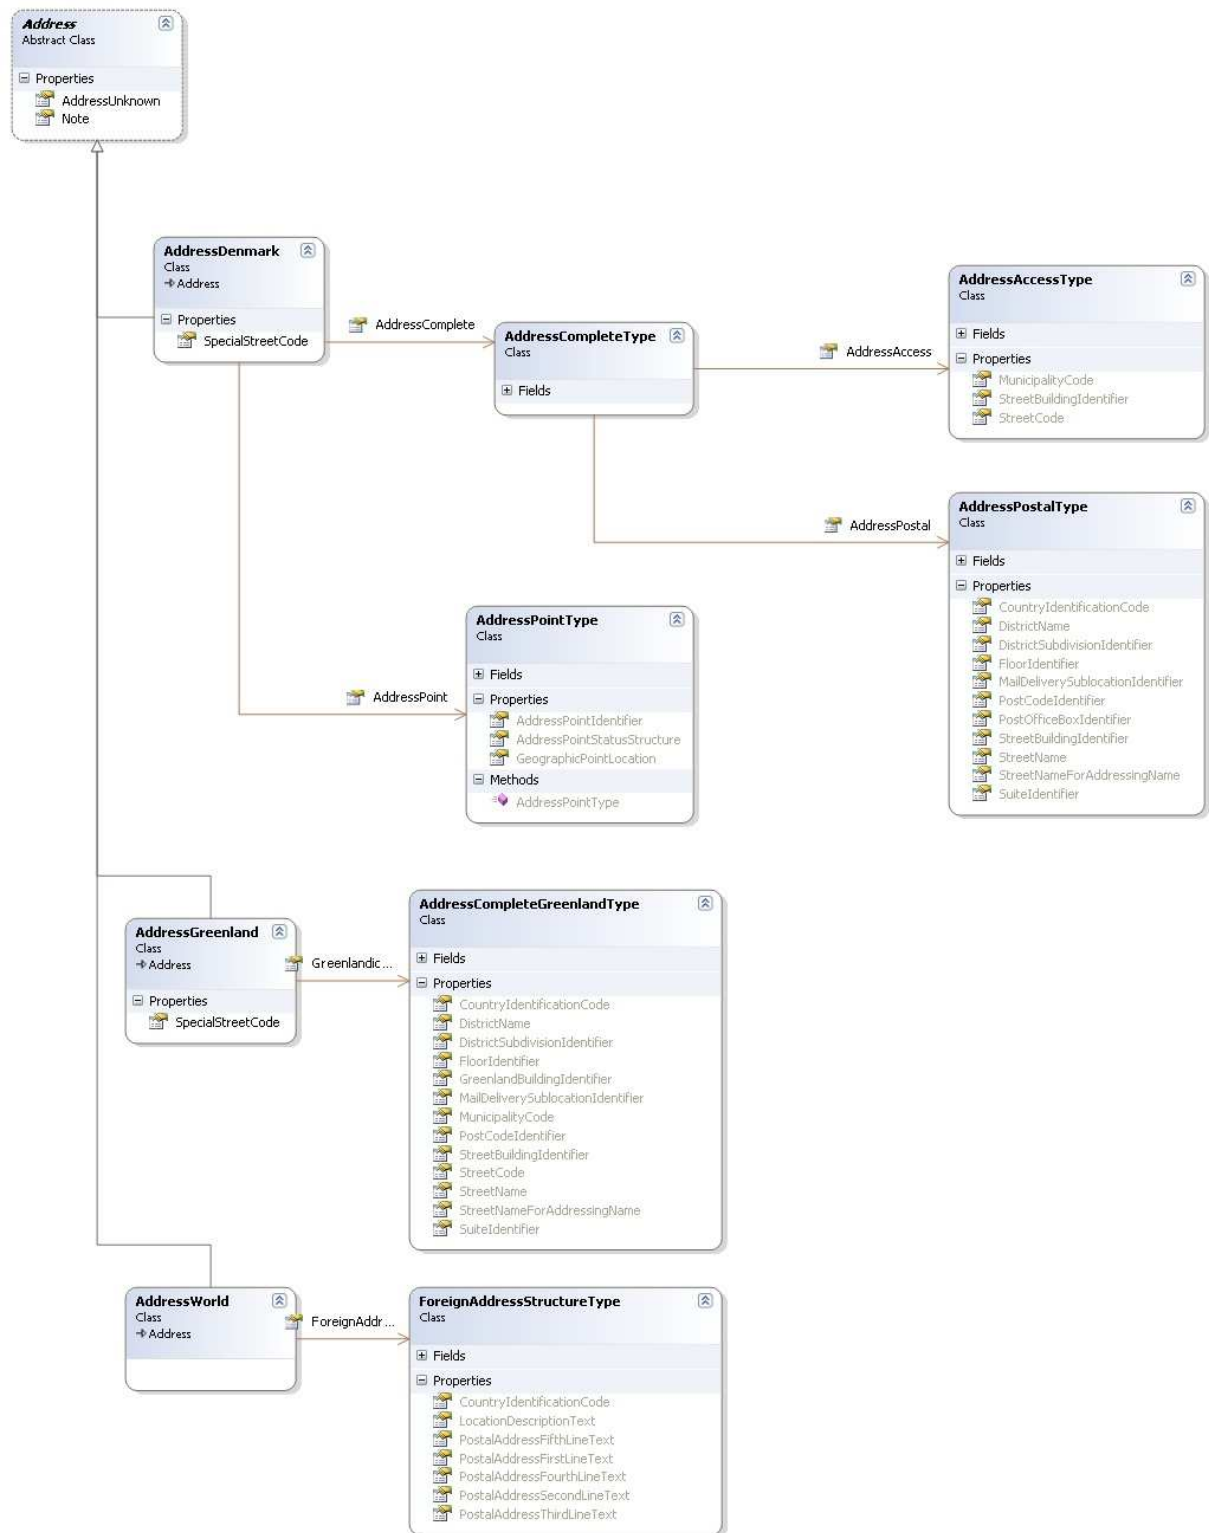 Address
Abstract Class
Properties
AddressUnknown
Note
AddressDenmark
Class
Address
Properties
SpecialStreetCode
AddressComplete
AddressCompleteType
Class
Fields
AddressAccess
AddressAccessType
Class
Fields
Properties
MunicipalityCode
StreetBuildingIdentifier
StreetCode
AddressPostal
AddressPostalType
Class
Fields
Properties
CountryIdentificationCode
DistrictName
DistrictSubdivisionIdentifier
FloorIdentifier
MailDeliverySublocationIdentifier
PostCodeIdentifier
PostOfficeBoxIdentifier
StreetBuildingIdentifier
StreetName
StreetNameForAddressingName
SuiteIdentifier
AddressPoint
AddressPointType
Class
Fields
Properties
AddressPointIdentifier
AddressPointStatusStructure
GeographicPointLocation
Methods
AddressPointType
AddressGreenland
Class
Address
Properties
SpecialStreetCode
Greenlandic...
AddressCompleteGreenlandType
Class
Fields
Properties
CountryIdentificationCode
DistrictName
DistrictSubdivisionIdentifier
FloorIdentifier
GreenlandBuildingIdentifier
MailDeliverySublocationIdentifier
MunicipalityCode
PostCodeIdentifier
StreetBuildingIdentifier
StreetCode
StreetName
StreetNameForAddressingName
SuiteIdentifier
AddressWorld
Class
Address
ForeignAddr...
ForeignAddressStructureType
Class
Fields
Properties
CountryIdentificationCode
LocationDescriptionText
PostalAddressFifthLineText
PostalAddressFirstLineText
PostalAddressFourthLineText
PostalAddressSecondLineText
PostalAddressThirdLineText